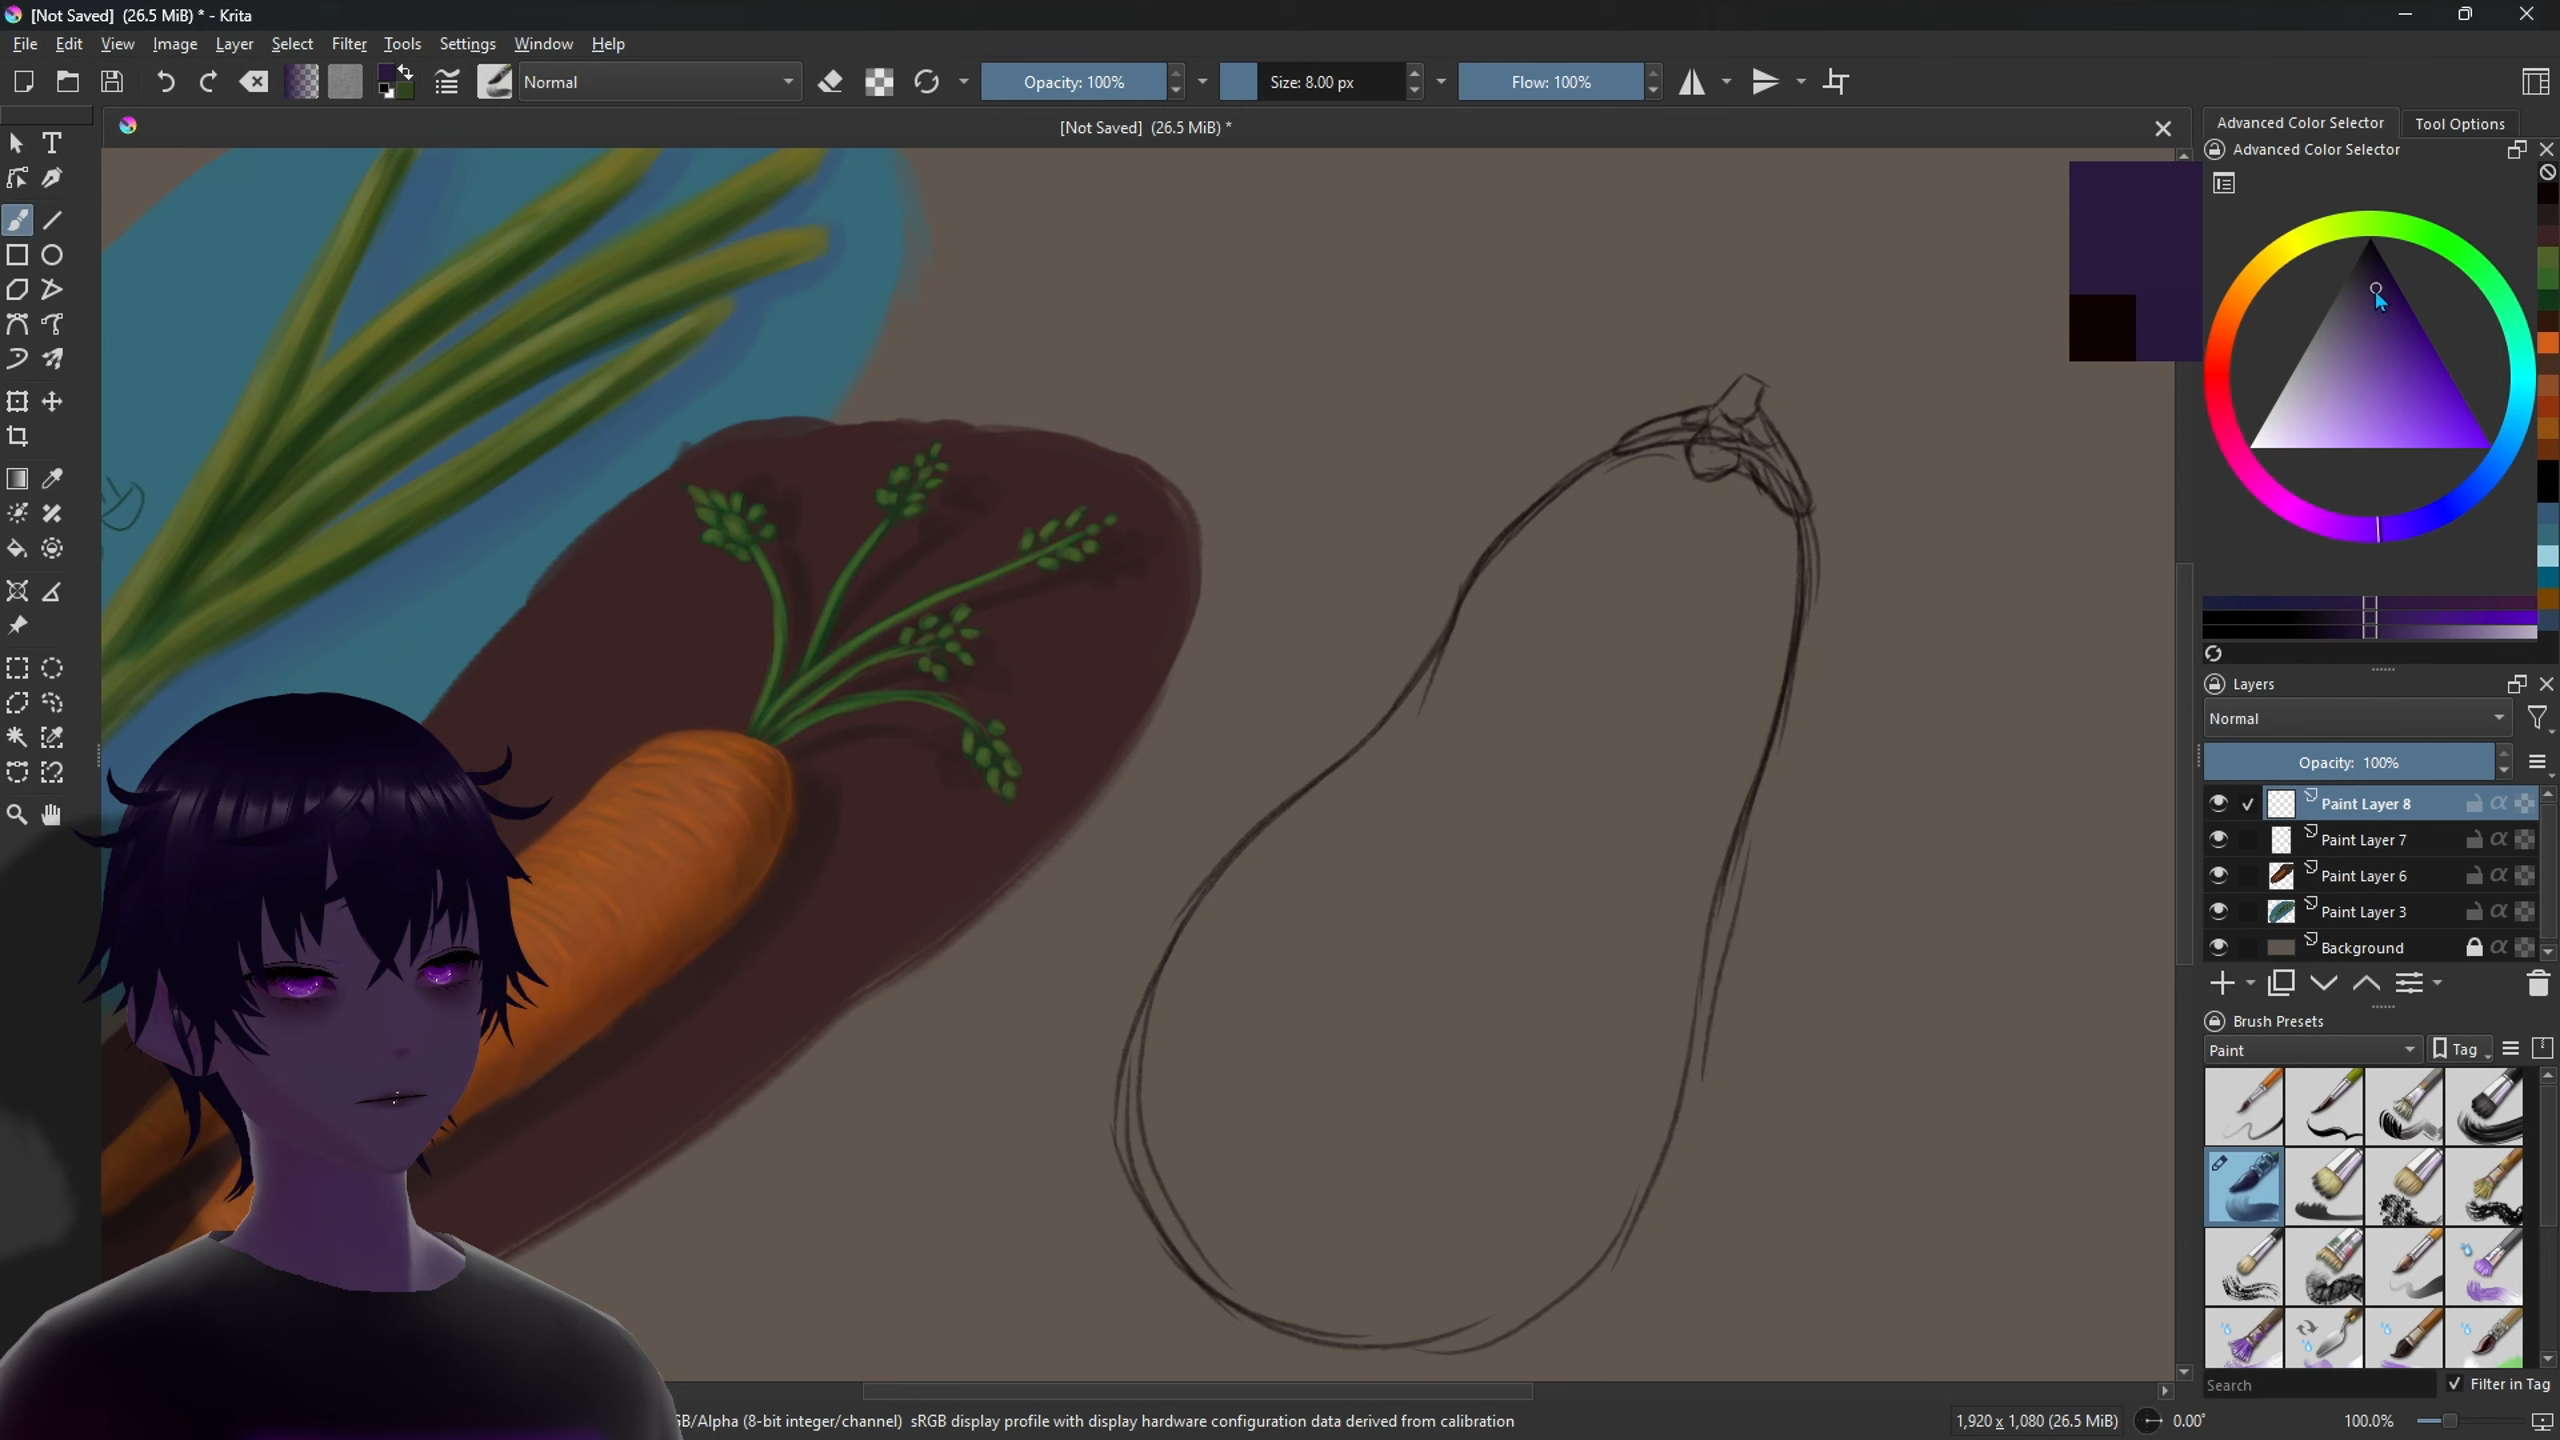 [Not Saved] (26.5 MiB) * - Krita
File Edit View Image Layer Select Filter Tools Settings Window Help
Normal Opacity: 100% Size: 8.00 px Flow: 100%
[Not Saved] (26.5 MiB) *
Advanced Color Selector Tool Options
Advanced Color Selector
Layers
Normal
Opacity: 100%
Paint Layer 8
Paint Layer 7
Paint Layer 6
Paint Layer 3
Background
Brush Presets
Paint Tag
Search Filter in Tag
GB/Alpha (8-bit integer/channel) sRGB display profile with display hardware configuration data derived from calibration 1,920 x 1,080 (26.5 MiB) 0.00° 100.0%